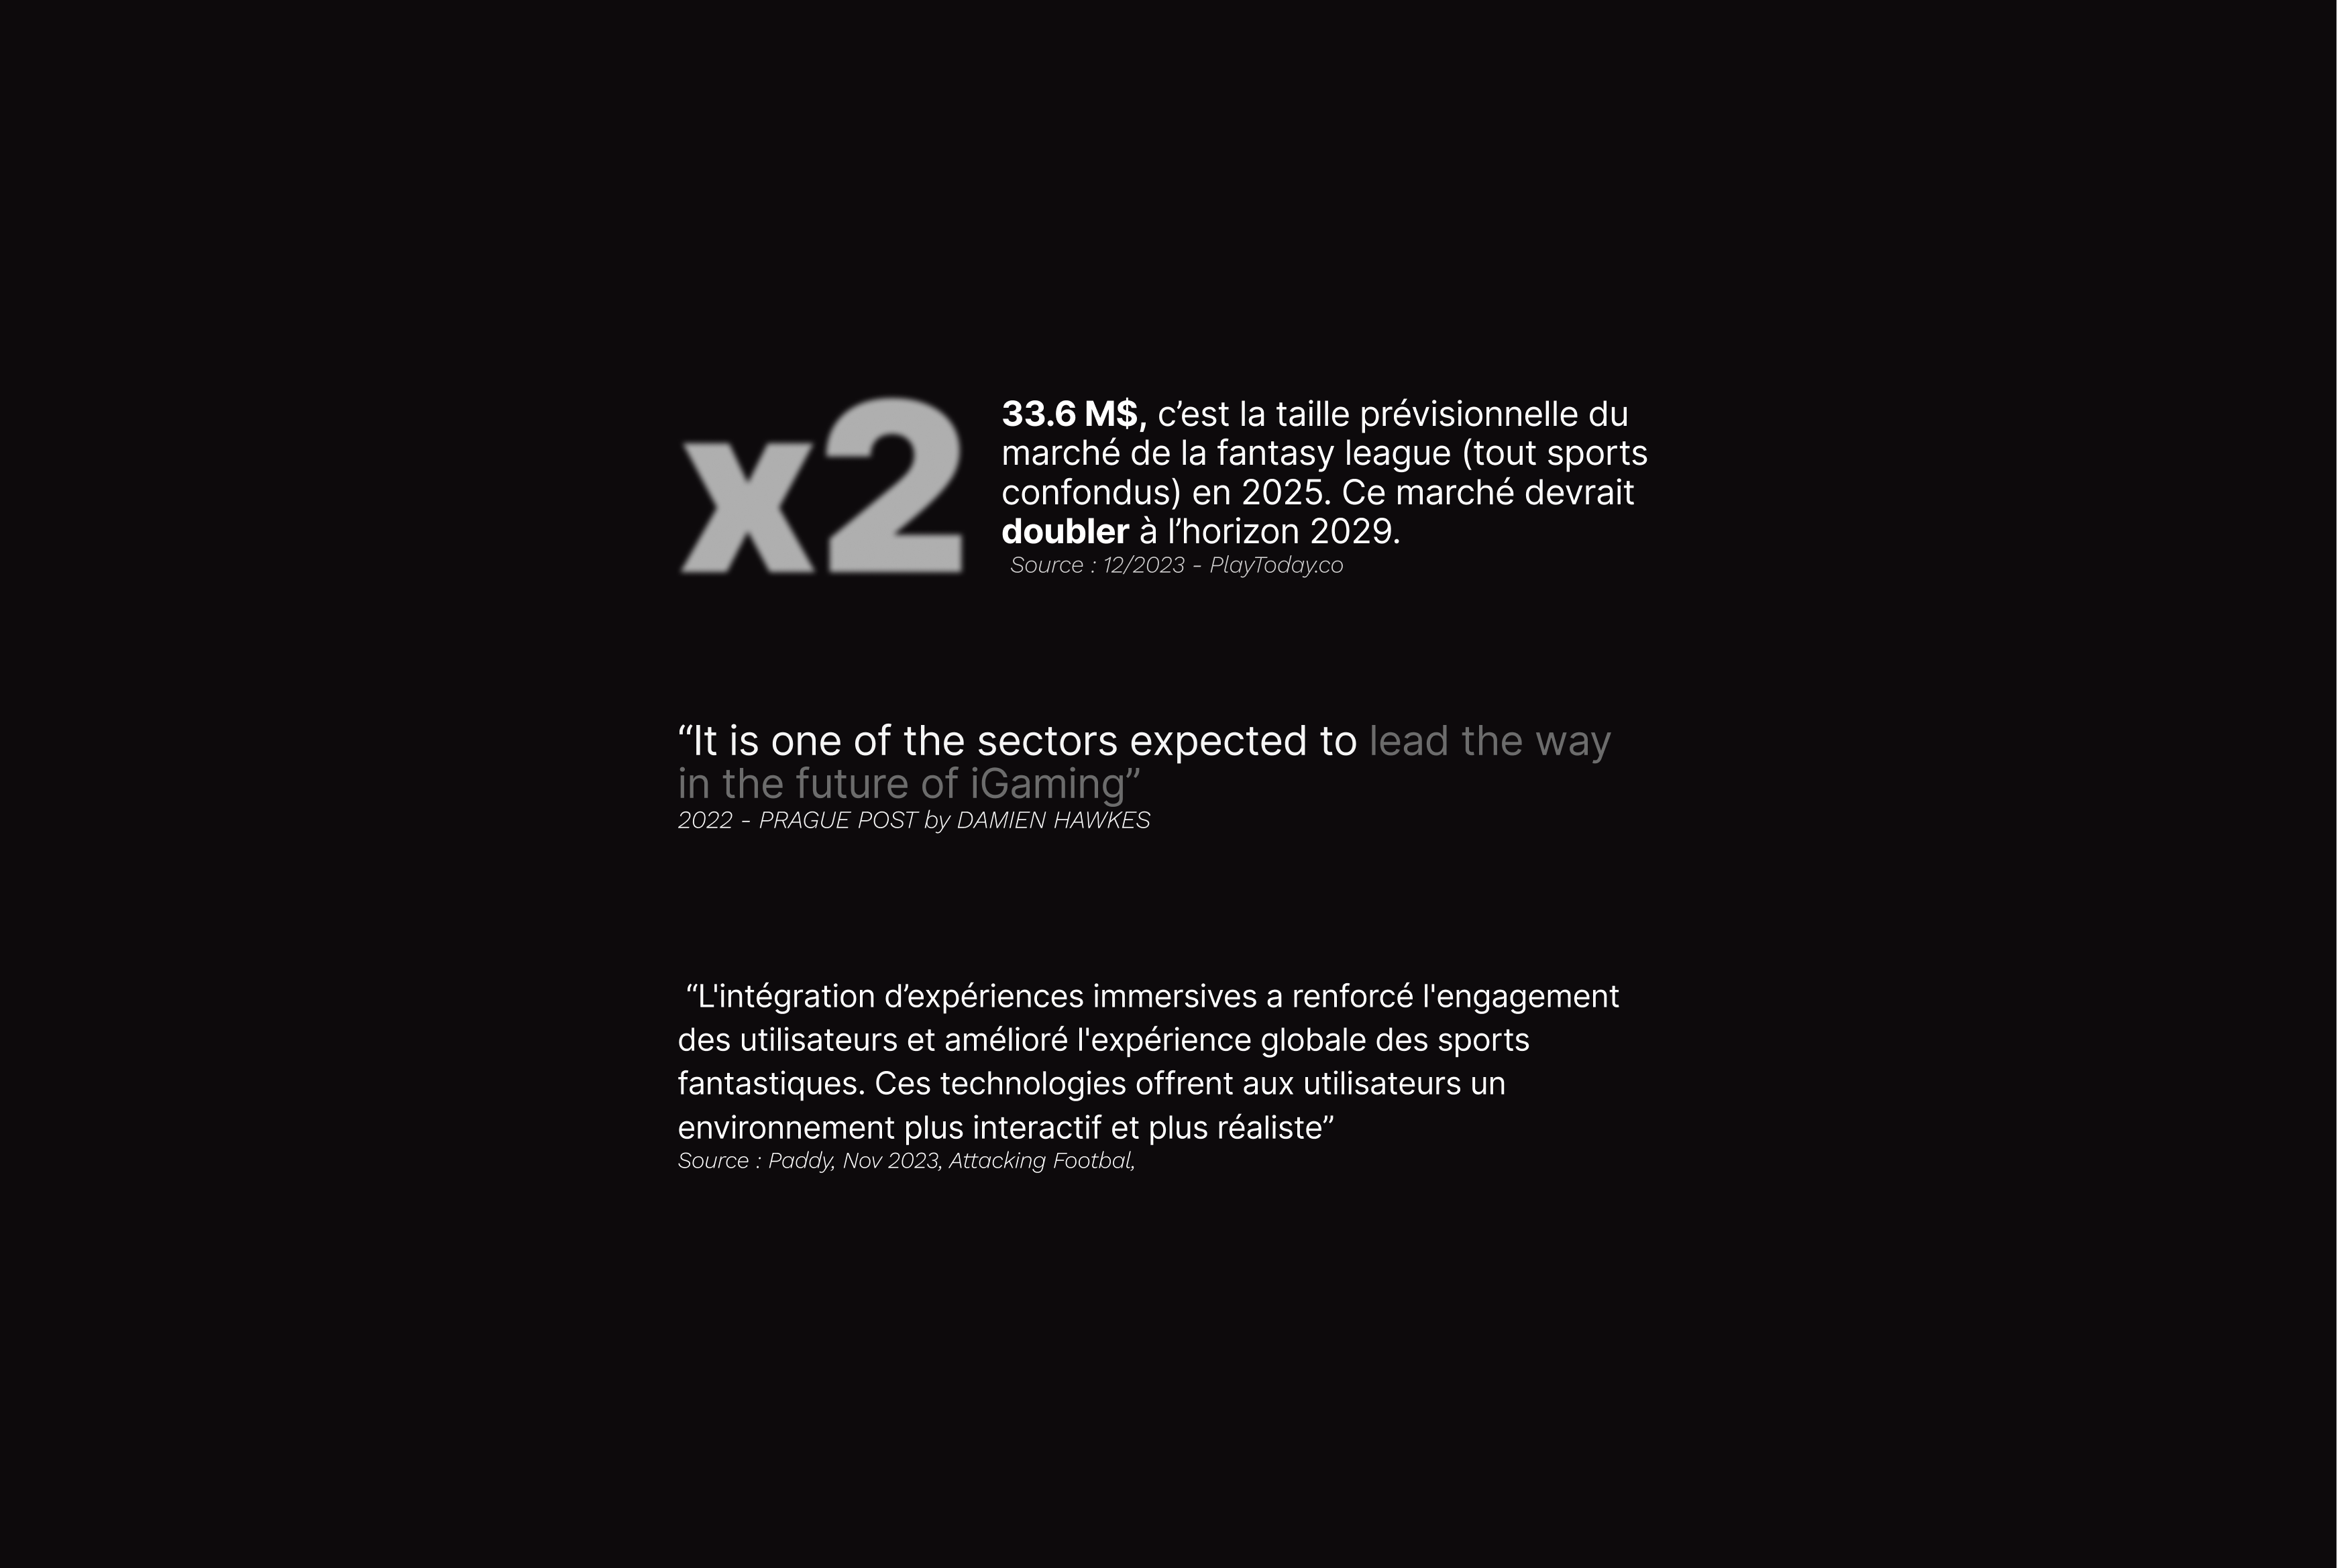 x2
33.6 M$, c’est la taille prévisionnelle du
marché de la fantasy league (tout sports
confondus) en 2025. Ce marché devrait
doubler à l’horizon 2029.
Source : 12/2023 - PlayToday.co
“It is one of the sectors expected to lead the way
in the future of iGaming”
2022 - PRAGUE POST by DAMIEN HAWKES
“L'intégration d’expériences immersives a renforcé l'engagement
des utilisateurs et amélioré l'expérience globale des sports
fantastiques. Ces technologies offrent aux utilisateurs un
environnement plus interactif et plus réaliste”
Source : Paddy, Nov 2023, Attacking Footbal,